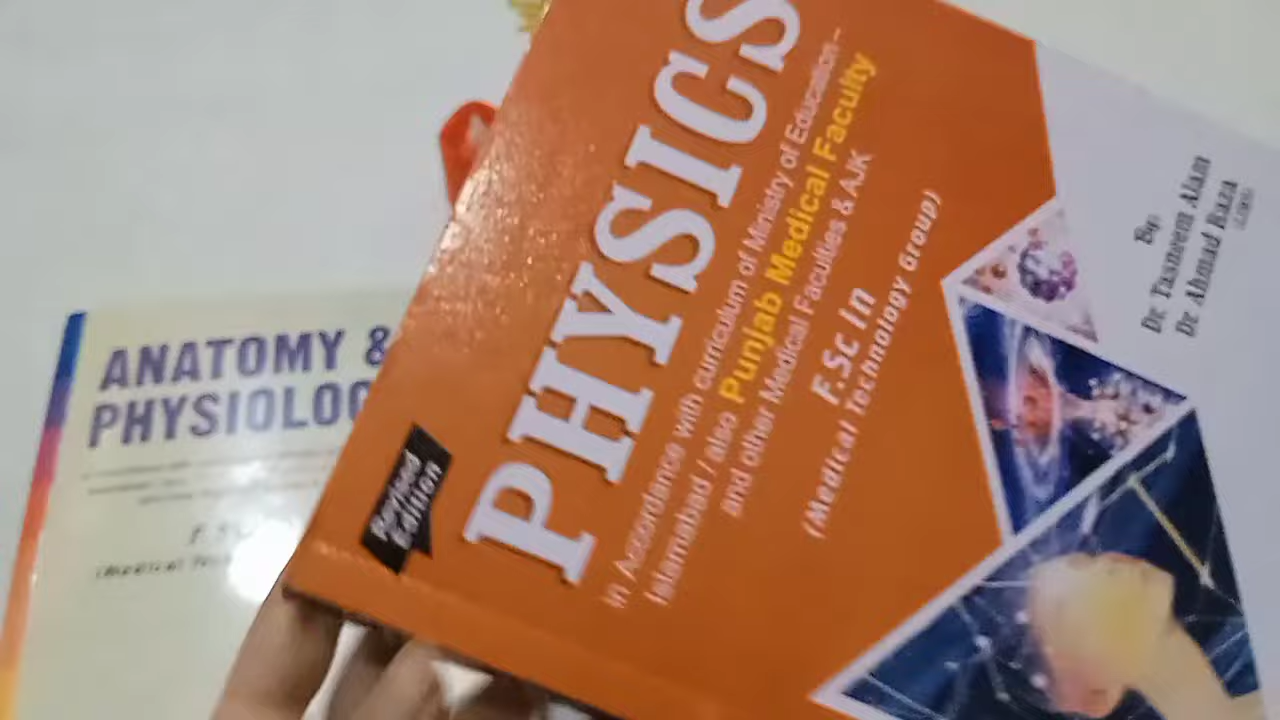 PHYSICS
in Accordance with curriculum of Ministry of Education –
Islamabad / also Punjab Medical Faculty
and other Medical Faculties & AJK
F.Sc In
(Medical Technology Group)
Revised
Edition
By:
Dr. Tasneem Alam
Dr Ahmad Raza
ANATOMY &
PHYSIOLOG
(Medical